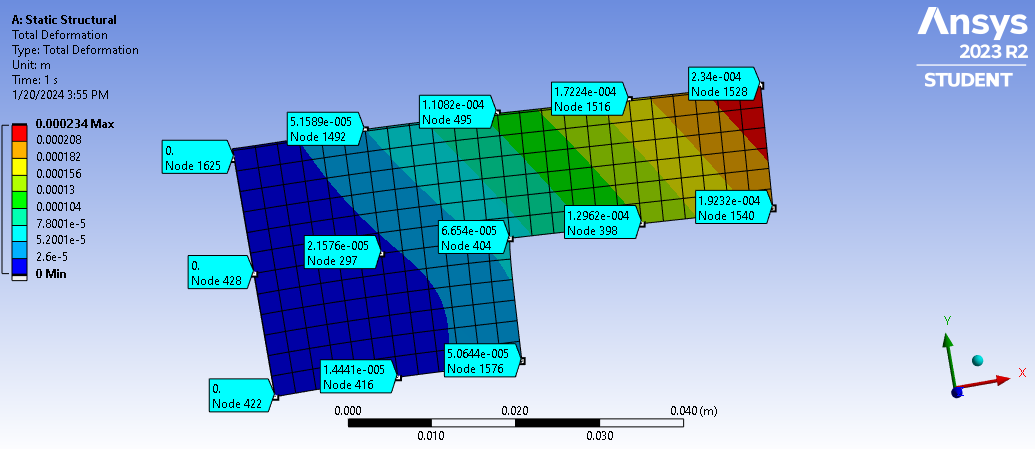 A: Static Structural
Total Deformation
Type: Total Deformation
Unit: m
Time: 1 s
1/20/2024 3:55 PM
0.000234 Max
0.000208
0.000182
0.000156
0.00013
0.000104
7.8001e-5
5.2001e-5
2.6e-5
0 Min
Ansys
2023 R2
STUDENT
2.34e-004
Node 1528
1.7224e-004
Node 1516
1.1082e-004
Node 495
5.1589e-005
Node 1492
0.
Node 1625
1.9232e-004
Node 1540
1.2962e-004
Node 398
6.654e-005
Node 404
2.1576e-005
Node 297
0.
Node 428
5.0644e-005
Node 1576
1.4441e-005
Node 416
0.
Node 422
0.000
0.020
0.040 (m)
0.010
0.030
Y
X